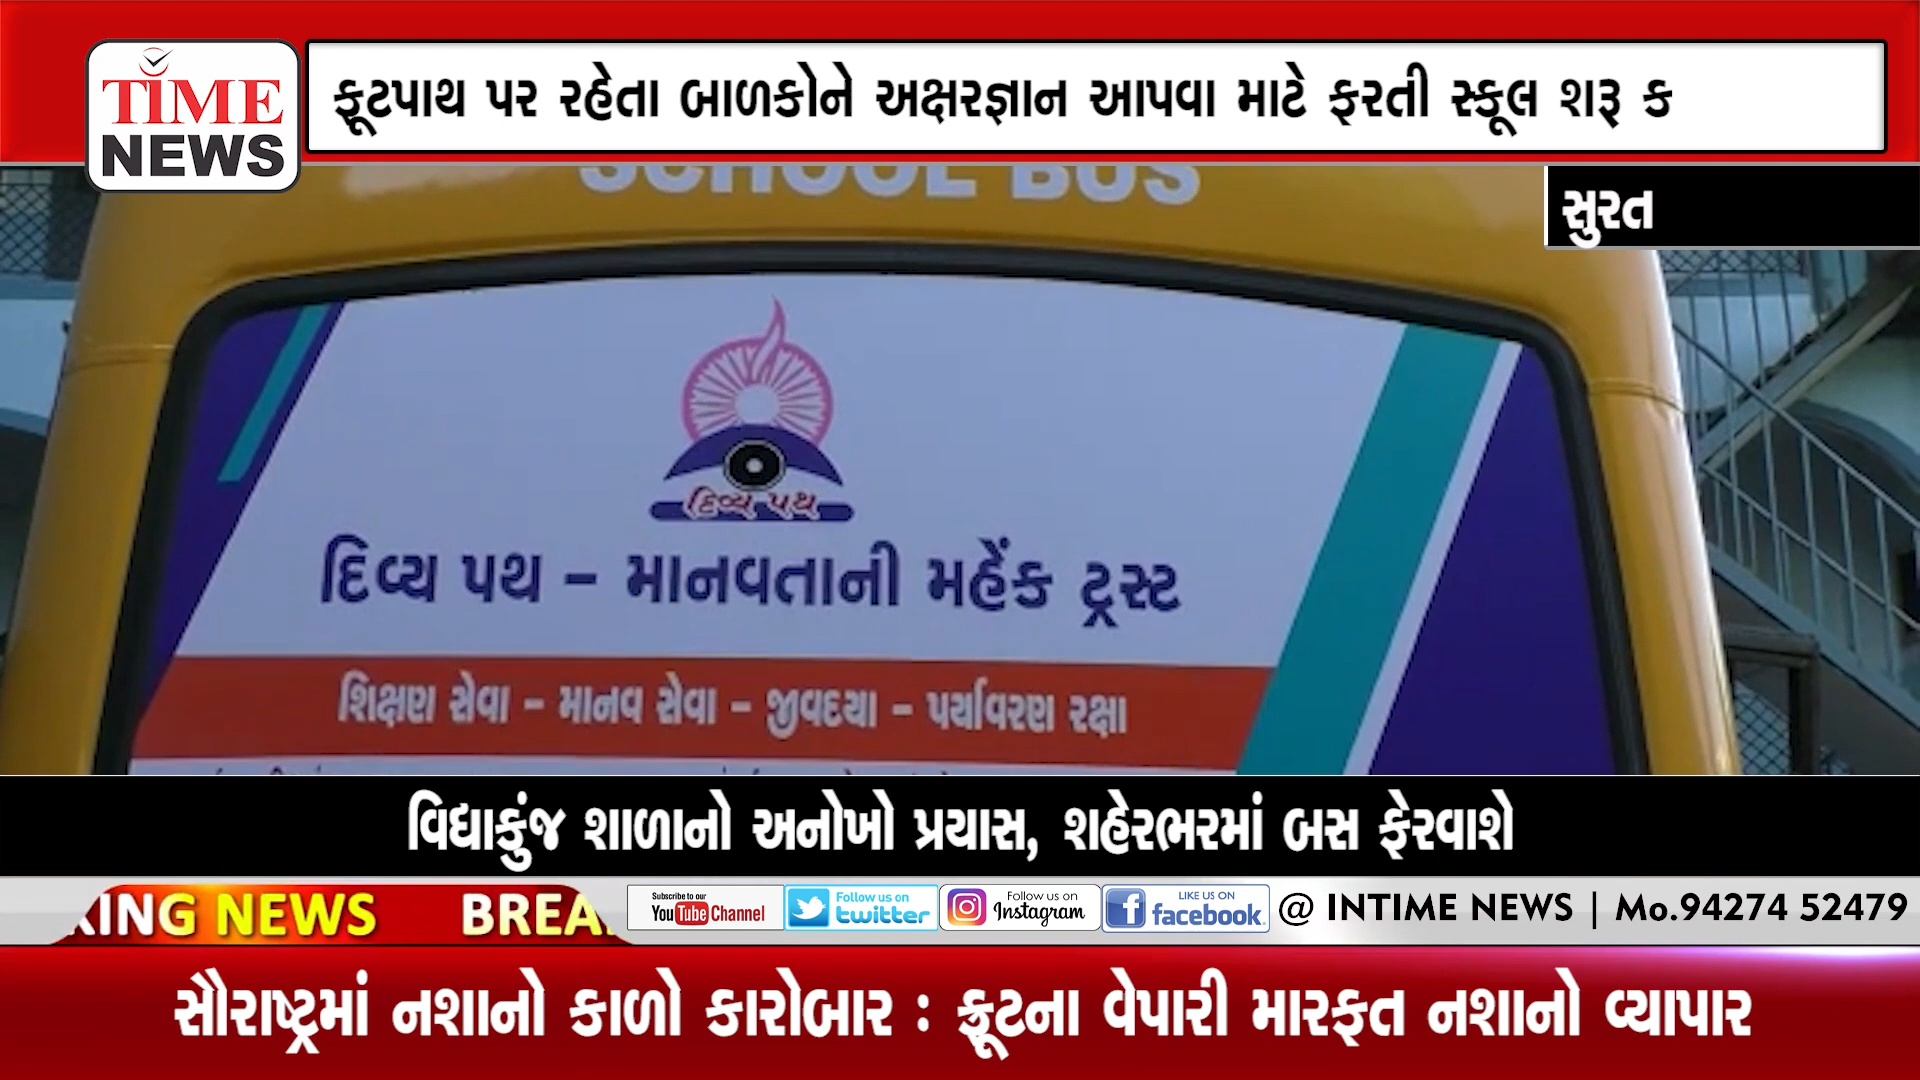 TIME
NEWS
ફૂટપાથ પર રહેતા બાળકોને અક્ષરજ્ઞાન આપવા માટે ફરતી સ્કૂલ શરૂ ક
SCHOOL BUS
સુરત
દિવ્ય પથ
દિવ્ય પથ - માનવતાની મહેંક ટ્રસ્ટ
શિક્ષણ સેવા - માનવ સેવા - જીવદયા - પર્યાવરણ રક્ષા
વિદ્યાકુંજ શાળાનો અનોખો પ્રયાસ, શહેરભરમાં બસ ફેરવાશે
KING NEWS BREA
Subscribe to our
YouTube Channel
Follow us on
twitter
Follow us on
Instagram
LIKE US ON
facebook
@ INTIME NEWS | Mo.94274 52479
સૌરાષ્ટ્રમાં નશાનો કાળો કારોબાર : ફ્રૂટના વેપારી મારફત નશાનો વ્યાપાર